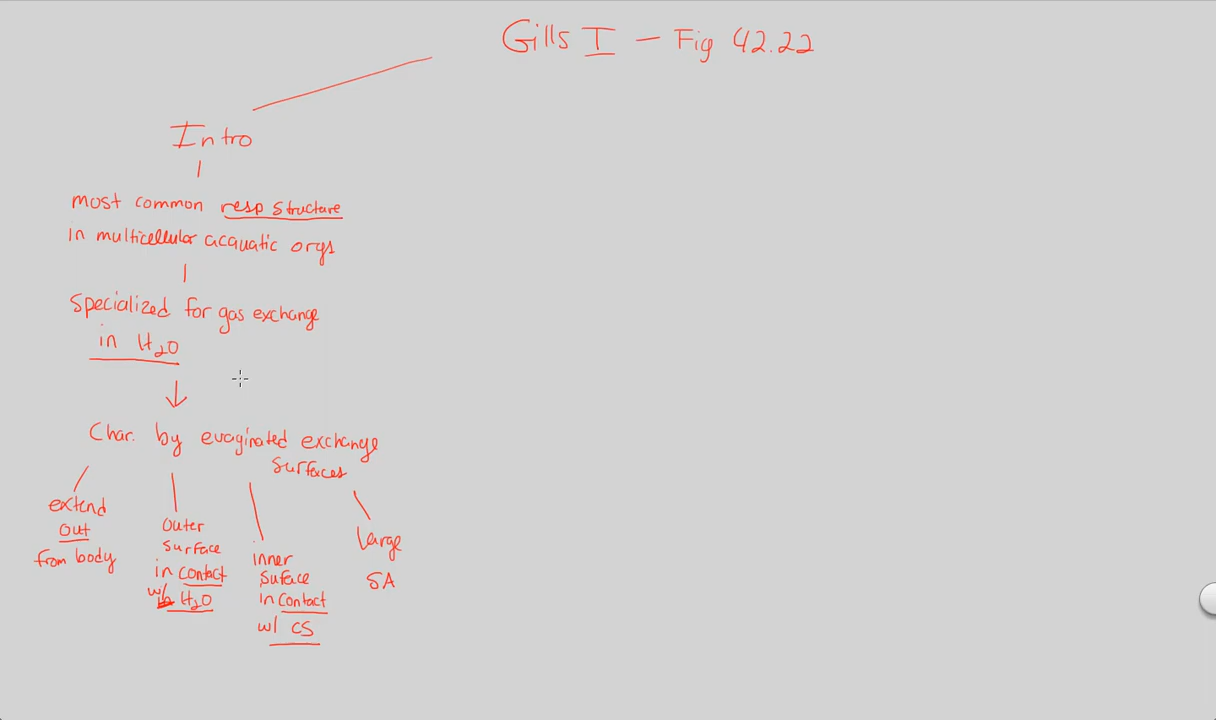 Gills I - Fig 42.22
Intro
most common resp structure
in multicellular acquatic orgs
Specialized for gas exchange
in H2O
Char. by evaginated exchange
surfaces
extend
out
from body
outer
surface
in contact
w/ H2O
inner
suface
in contact
w/ CS
Large
SA